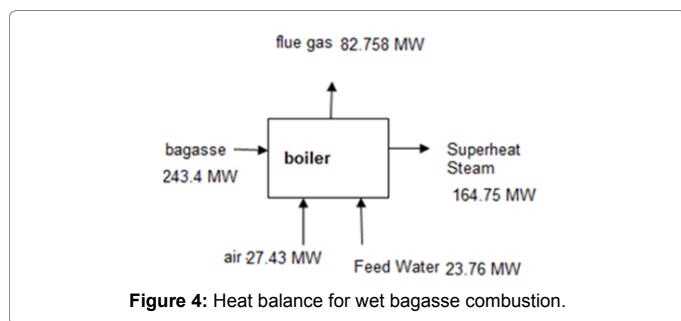 flue gas 82.758 MW
bagasse
243.4 MW
boiler
Superheat
Steam
164.75 MW
air 27.43 MW
Feed Water 23.76 MW
Figure 4: Heat balance for wet bagasse combustion.